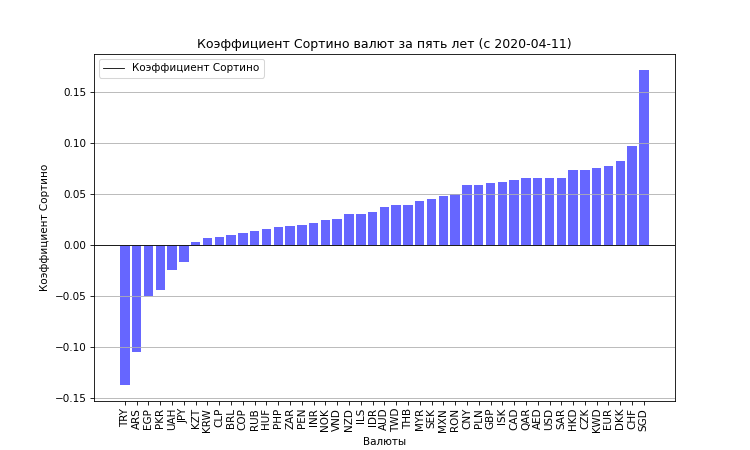 Коэффициент Сортино валют за пять лет (с 2020-04-11)
Коэффициент Сортино
0.15
0.10
0.05
0.00
−0.05
−0.10
−0.15
Коэффициент Сортино
TRY ARS EGP PKR UAH JPY KZT KRW CLP BRL COP RUB HUF PHP ZAR PEN INR NOK VND NZD ILS IDR AUD TWD THB MYR SEK MXN RON CNY PLN GBP ISK CAD QAR AED USD SAR HKD CZK KWD EUR DKK CHF SGD
Валюты